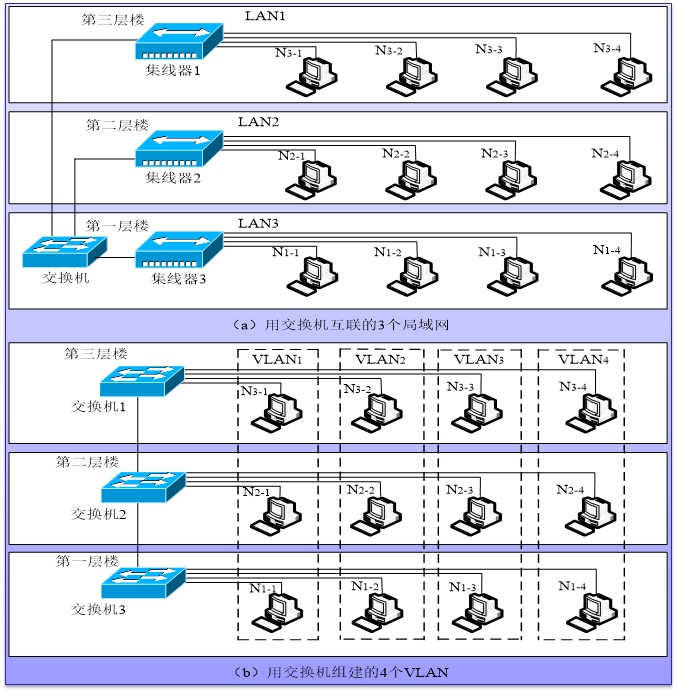 第三层楼 LAN1
N3-1 N3-2 N3-3 N3-4
集线器1
第二层楼 LAN2
N2-1 N2-2 N2-3 N2-4
集线器2
第一层楼 LAN3
N1-1 N1-2 N1-3 N1-4
交换机 集线器3
（a）用交换机互联的3个局域网
第三层楼 VLAN1 VLAN2 VLAN3 VLAN4
N3-1 N3-2 N3-3 N3-4
交换机1
第二层楼
N2-1 N2-2 N2-3 N2-4
交换机2
第一层楼
N1-1 N1-2 N1-3 N1-4
交换机3
（b）用交换机组建的4个VLAN